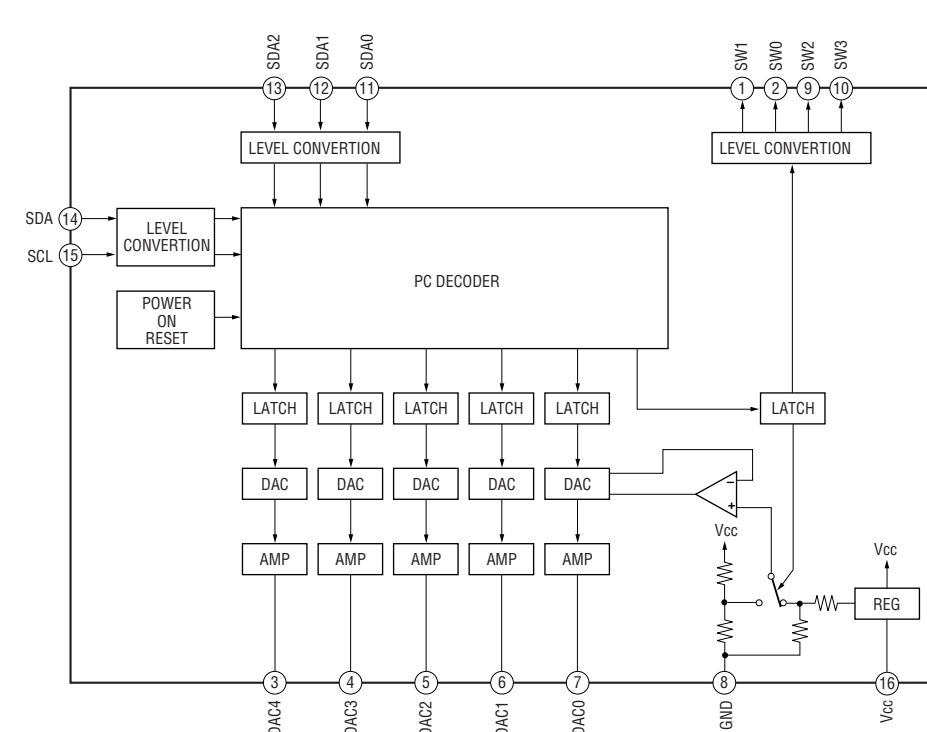 SDA2
SDA1
SDA0
SW1
SW0
SW2
SW3
13
12
11
1
2
9
10
LEVEL CONVERTION
LEVEL CONVERTION
SDA
14
LEVEL
CONVERTION
SCL
15
PC DECODER
POWER
ON
RESET
LATCH
LATCH
LATCH
LATCH
LATCH
LATCH
DAC
DAC
DAC
DAC
DAC
–
+
Vcc
Vcc
AMP
AMP
AMP
AMP
AMP
REG
3
4
5
6
7
8
16
DAC4
DAC3
DAC2
DAC1
DAC0
GND
Vcc